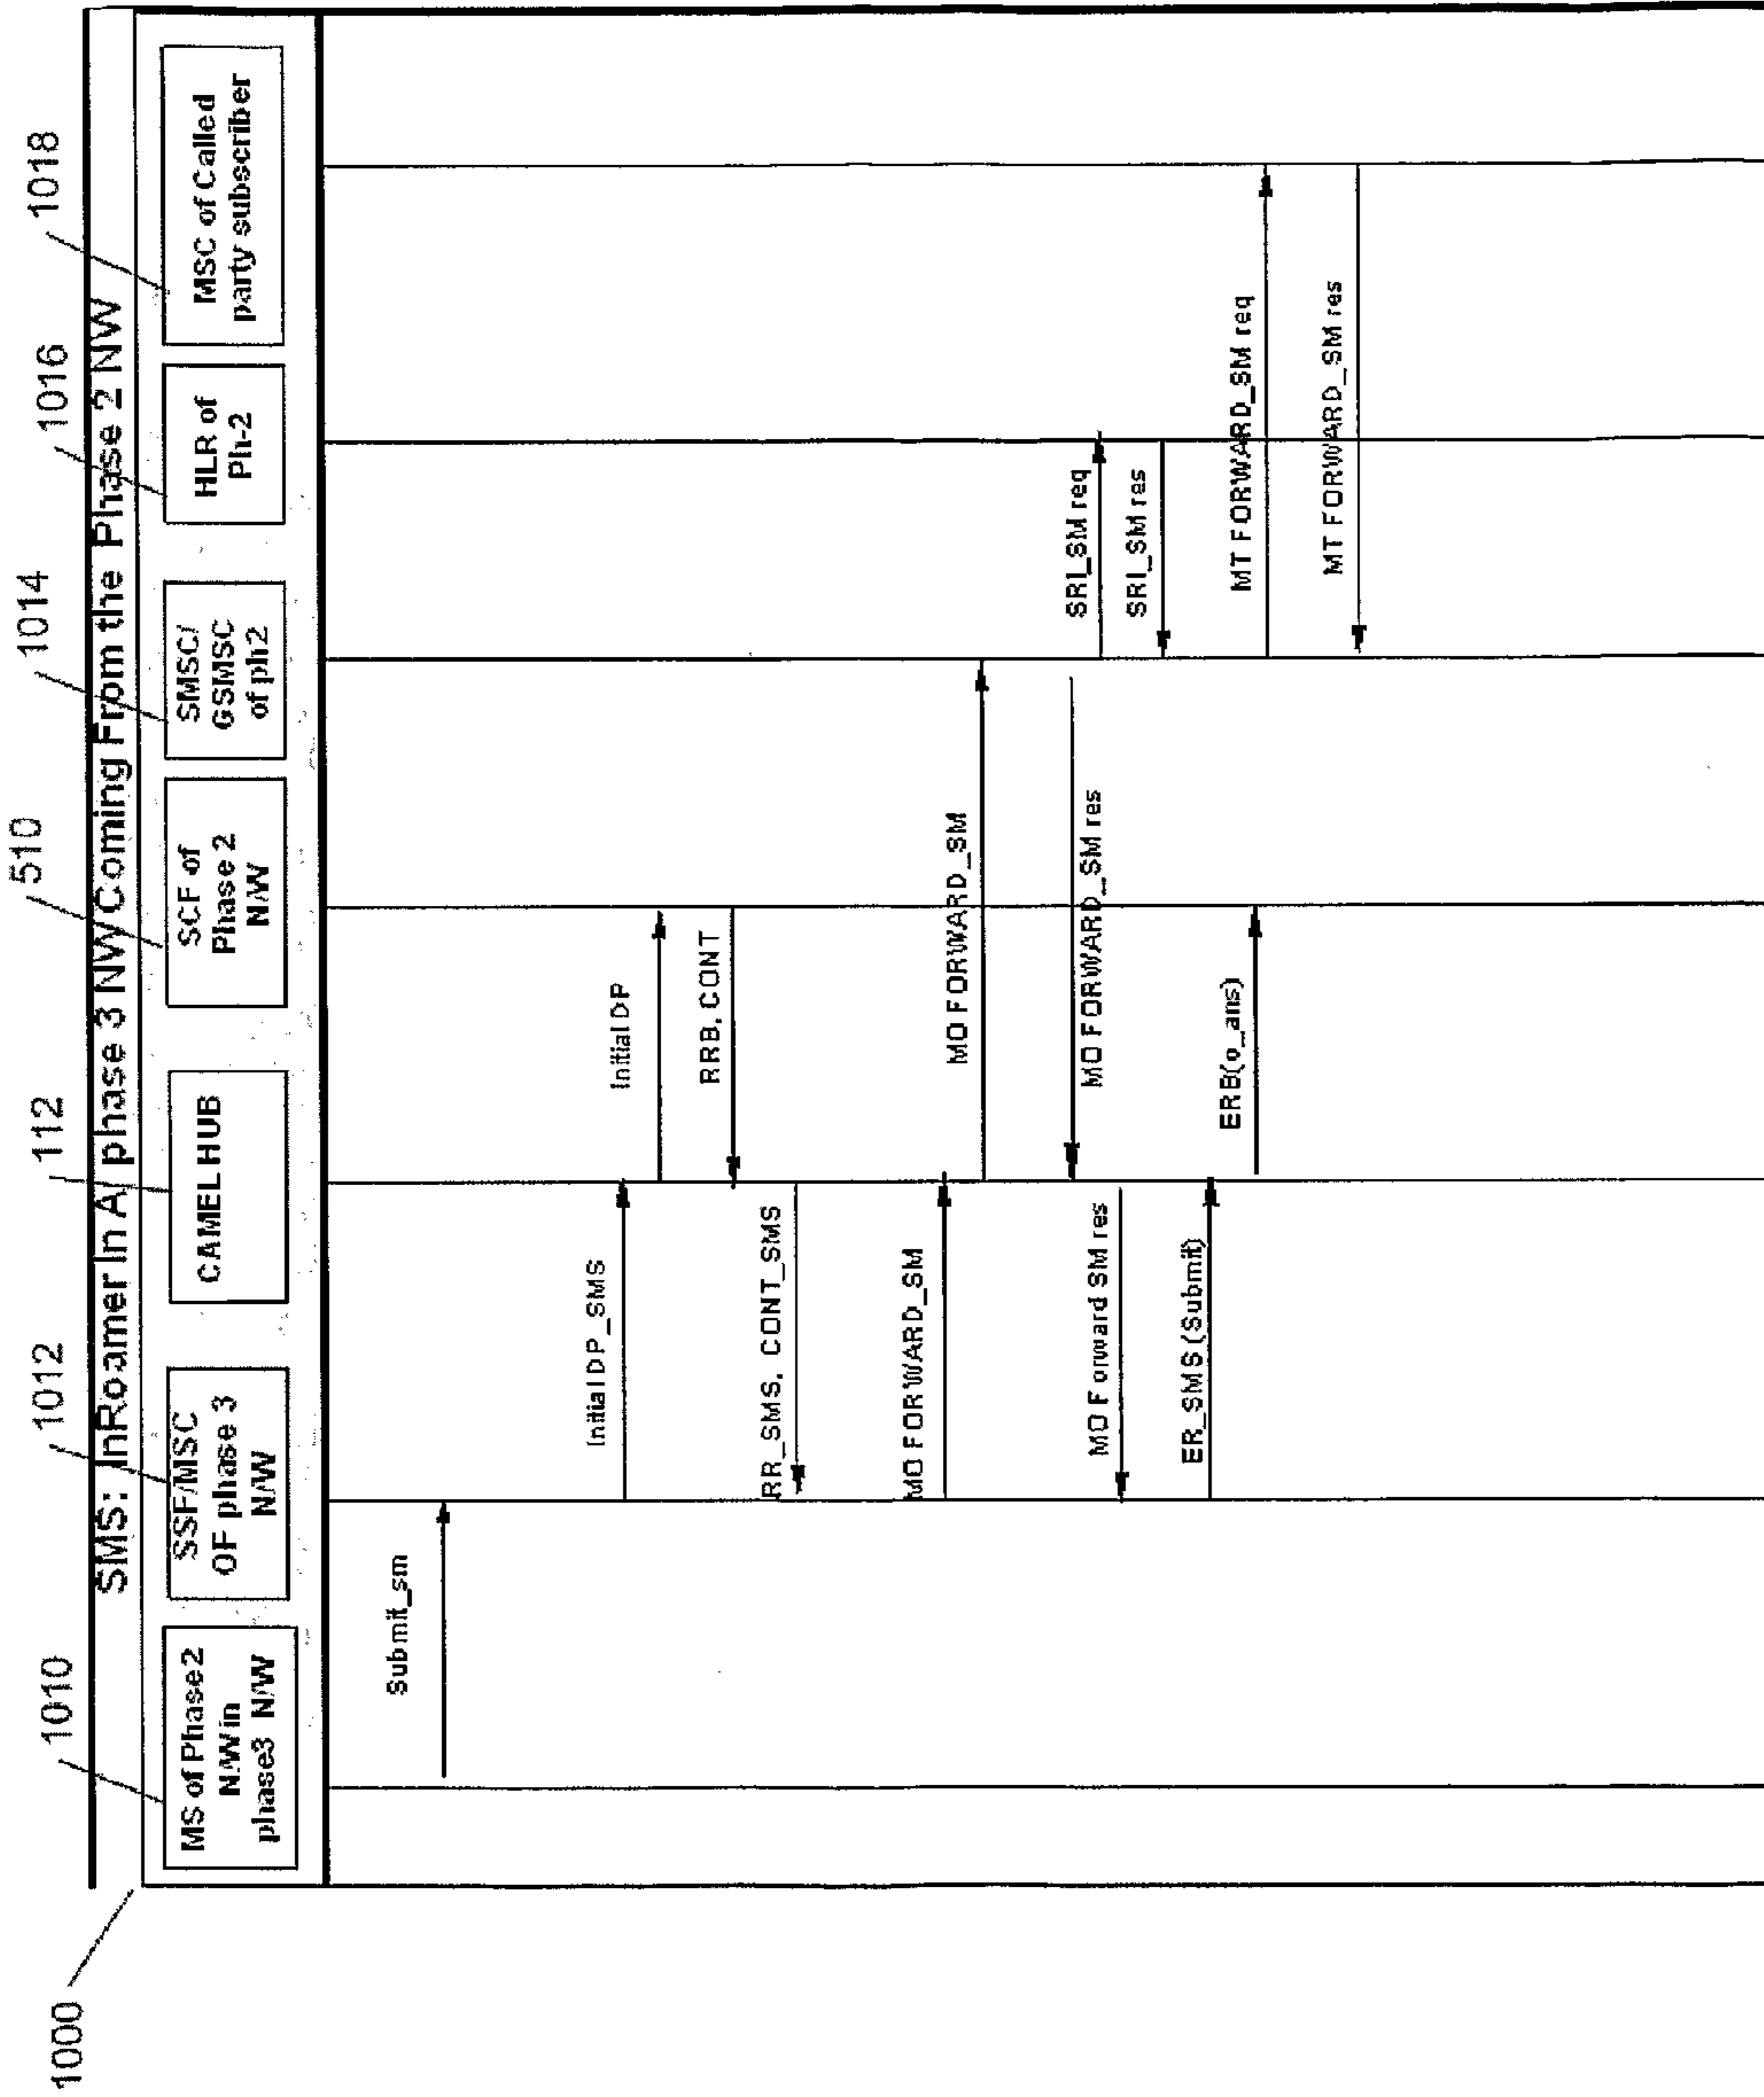 1000
SMS: InRoamer In A phase 3 NW Coming From the Phase 2 NW
1010
1012
112
510
1014
1016
1018
MS of Phase2
N/W in
phase3 N/W
SSF/MSC
OF phase 3
N/W
CAMEL HUB
SCF of
Phase 2
N/W
SMSC/
GSMSC
of ph2
HLR of
Ph-2
MSC of Called
party subscriber
Submit_sm
Initial DP_SMS
Initial DP
RRB, CONT
RR_SMS, CONT_SMS
MO FORWARD_SM
MO FORWARD_SM
MO FORWARD_SM res
SRI_SM req
MO Forward SM res
SRI_SM res
ER_SMS (Submit)
ERB(o_ans)
MT FORWARD_SM req
MT FORWARD_SM res